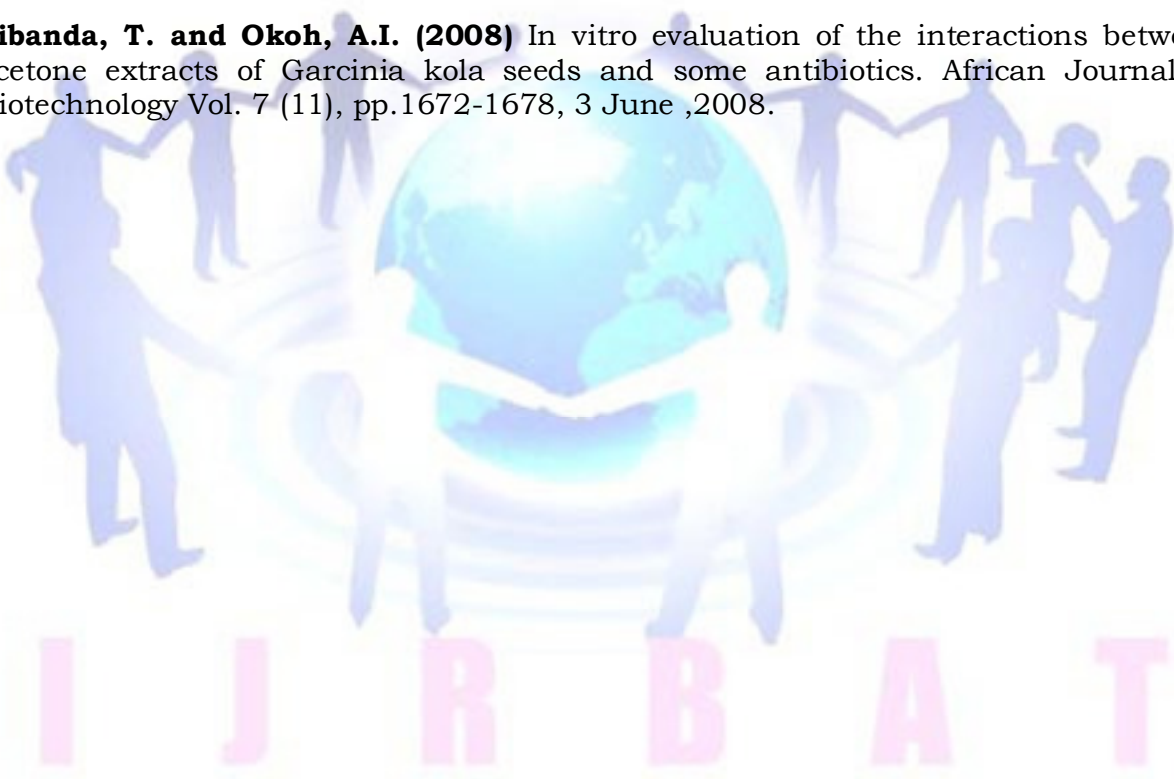 ibanda, T. and Okoh, A.I. (2008) In vitro evaluation of the interactions betw
cetone extracts of Garcinia kola seeds and some antibiotics. African Journal
iotechnology Vol. 7 (11), pp.1672-1678, 3 June ,2008.
I J R B A T